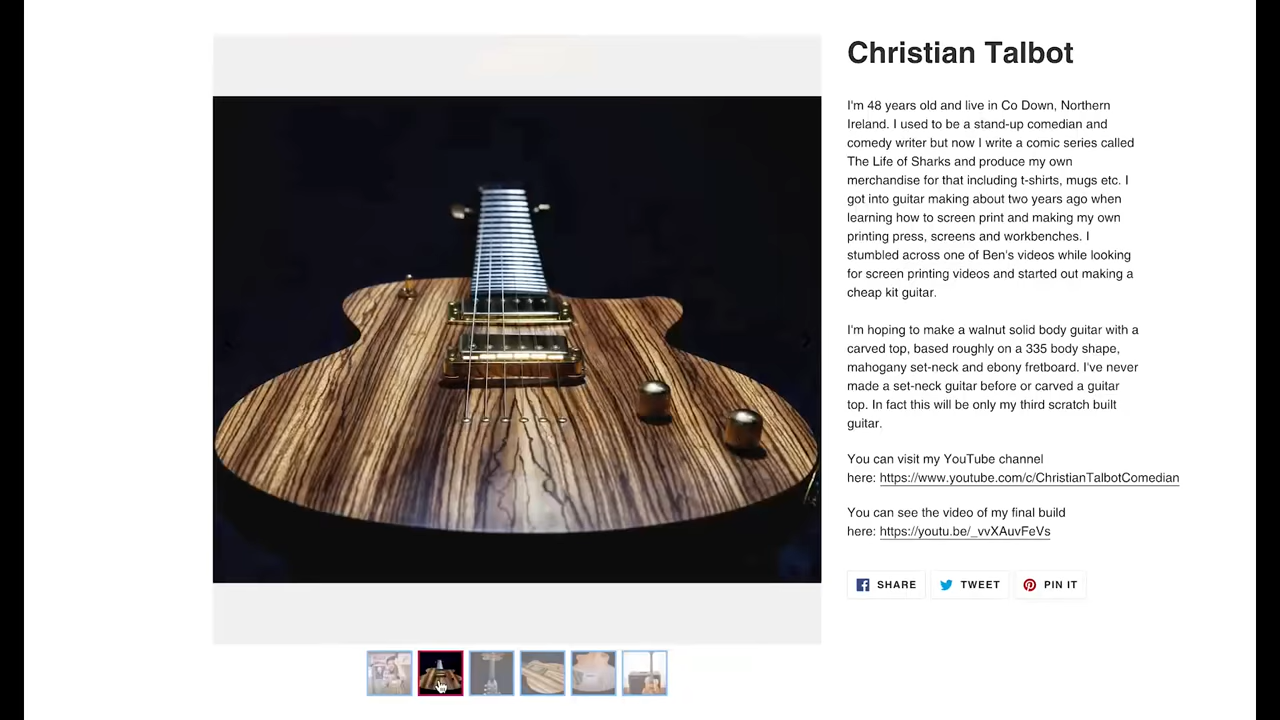 Christian Talbot
I'm 48 years old and live in Co Down, Northern
Ireland. I used to be a stand-up comedian and
comedy writer but now I write a comic series called
The Life of Sharks and produce my own
merchandise for that including t-shirts, mugs etc. I
got into guitar making about two years ago when
learning how to screen print and making my own
printing press, screens and workbenches. I
stumbled across one of Ben's videos while looking
for screen printing videos and started out making a
cheap kit guitar.
I'm hoping to make a walnut solid body guitar with a
carved top, based roughly on a 335 body shape,
mahogany set-neck and ebony fretboard. I've never
made a set-neck guitar before or carved a guitar
top. In fact this will be only my third scratch built
guitar.
You can visit my YouTube channel
here: https://www.youtube.com/c/ChristianTalbotComedian
You can see the video of my final build
here: https://youtu.be/_vvXAuvFeVs
SHARE TWEET PIN IT